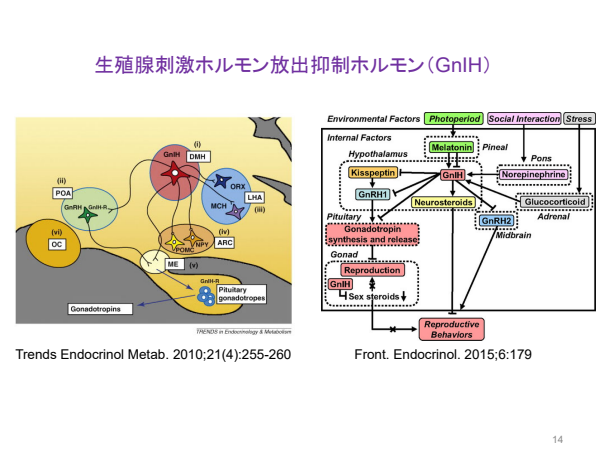 生殖腺刺激ホルモン放出抑制ホルモン（GnIH）
(i)
GnIH
DMH
(ii)
POA
GnRH
GnIH-R
ORX
MCH
LHA
(iii)
(vi)
OC
(iv)
POMC
NPY
ARC
ME
(v)
GnIH-R
Pituitary
gonadotropes
Gonadotropins
TRENDS in Endocrinology & Metabolism
Trends Endocrinol Metab. 2010;21(4):255-260
Environmental Factors
Photoperiod
Social Interaction
Stress
Internal Factors
Melatonin
Pineal
Hypothalamus
Pons
Kisspeptin
GnIH
Norepinephrine
GnRH1
Neurosteroids
Glucocorticoid
Adrenal
Pituitary
GnRH2
Midbrain
Gonadotropin
synthesis and release
Gonad
Reproduction
GnIH
Sex steroids
Reproductive
Behaviors
Front. Endocrinol. 2015;6:179
14